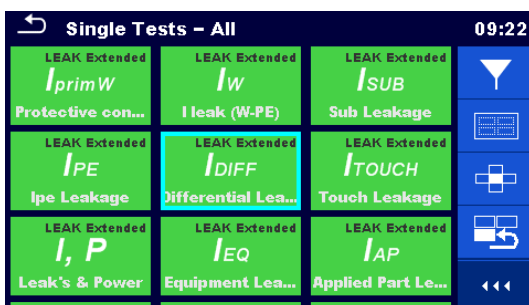 Single Tests – All 09:22
LEAK Extended LEAK Extended LEAK Extended
IprimW Iw ISUB
Protective con... I leak (W-PE) Sub Leakage
LEAK Extended LEAK Extended LEAK Extended
IPE IDIFF ITOUCH
Ipe Leakage Differential Lea... Touch Leakage
LEAK Extended LEAK Extended LEAK Extended
I, P IEQ IAP
Leak's & Power Equipment Lea... Applied Part Le...